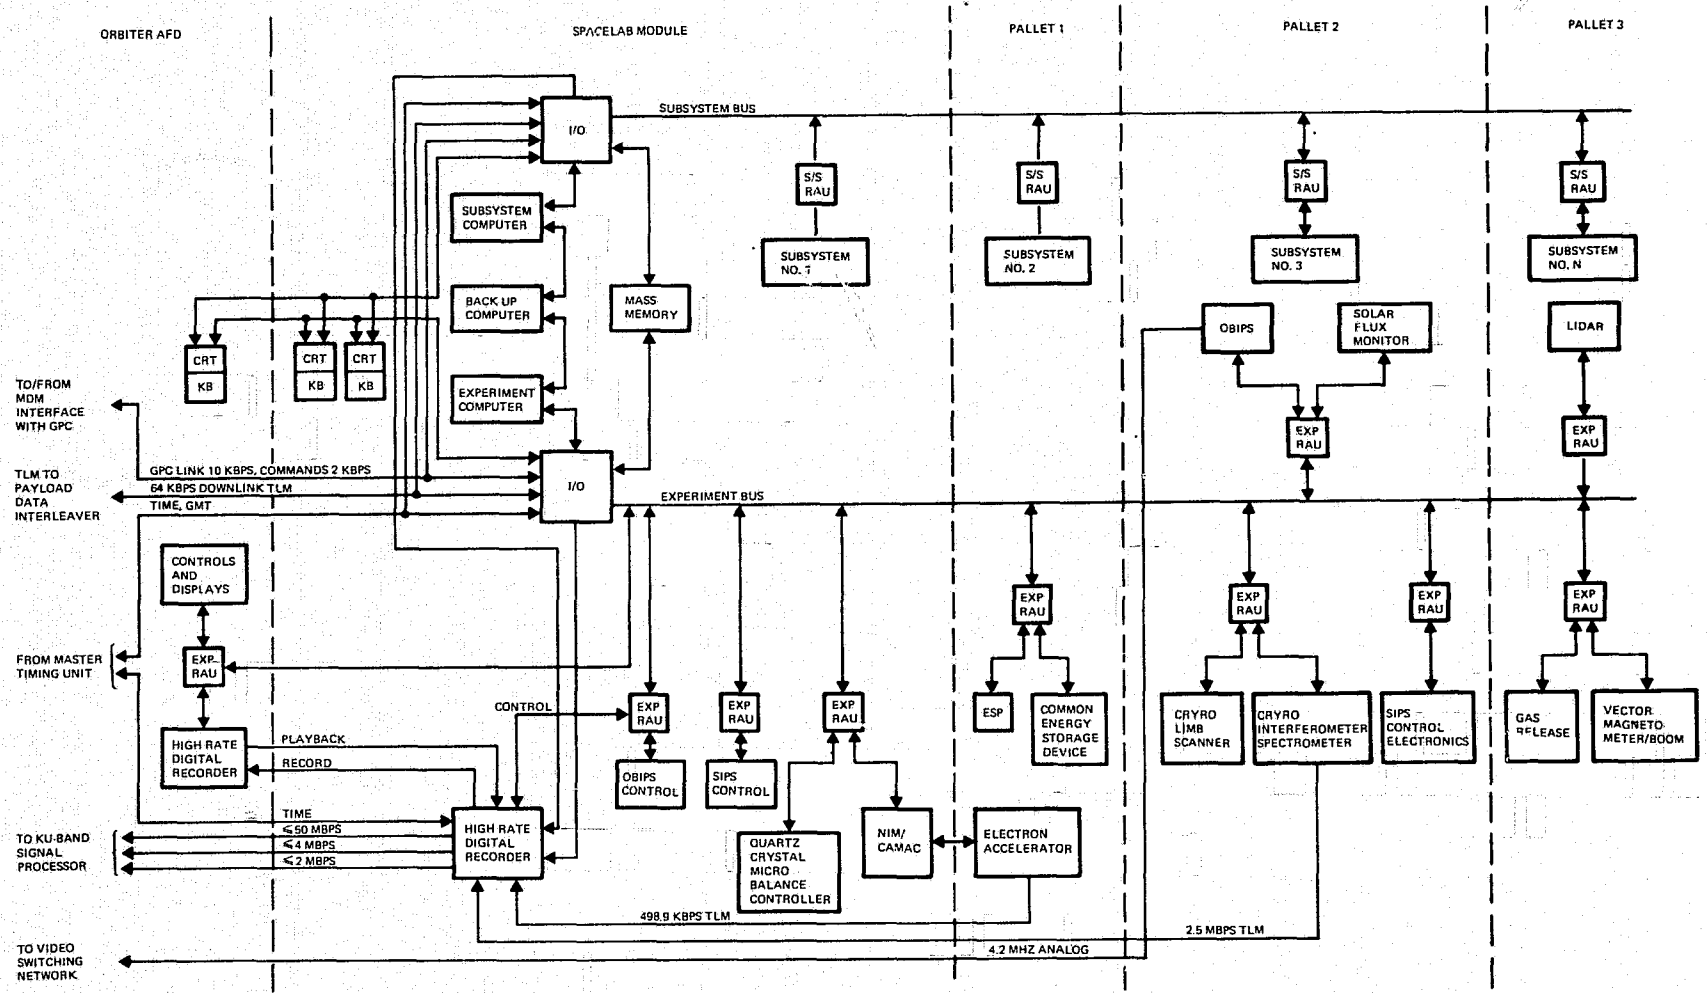 ORBITER AFD
SPACELAB MODULE
PALLET 1
PALLET 2
PALLET 3
SUBSYSTEM BUS
I/O
S/S
RAU
S/S
RAU
S/S
RAU
S/S
RAU
SUBSYSTEM
COMPUTER
SUBSYSTEM
NO. 1
SUBSYSTEM
NO. 2
SUBSYSTEM
NO. 3
SUBSYSTEM
NO. N
BACK UP
COMPUTER
MASS
MEMORY
OBIPS
SOLAR
FLUX
MONITOR
LIDAR
CRT
KB
CRT
KB
CRT
KB
EXPERIMENT
COMPUTER
TO/FROM
MDM
INTERFACE
WITH GPC
EXP
RAU
EXP
RAU
GPC LINK 10 KBPS, COMMANDS 2 KBPS
TLM TO
PAYLOAD
DATA
INTERLEAVER
64 KBPS DOWNLINK TLM
TIME, GMT
I/O
EXPERIMENT BUS
CONTROLS
AND
DISPLAYS
EXP
RAU
EXP
RAU
EXP
RAU
EXP
RAU
FROM MASTER
TIMING UNIT
EXP
RAU
CONTROL
EXP
RAU
EXP
RAU
EXP
RAU
ESP
COMMON
ENERGY
STORAGE
DEVICE
CRYRO
LIMB
SCANNER
CRYRO
INTERFEROMETER
SPECTROMETER
SIPS
CONTROL
ELECTRONICS
GAS
RELEASE
VECTOR
MAGNETO
METER/BOOM
HIGH RATE
DIGITAL
RECORDER
PLAYBACK
RECORD
OBIPS
CONTROL
SIPS
CONTROL
TIME
≤50 MBPS
≤4 MBPS
≤2 MBPS
TO KU-BAND
SIGNAL
PROCESSOR
HIGH RATE
DIGITAL
RECORDER
QUARTZ
CRYSTAL
MICRO
BALANCE
CONTROLLER
NIM/
CAMAC
ELECTRON
ACCELERATOR
498.9 KBPS TLM
2.5 MBPS TLM
4.2 MHZ ANALOG
TO VIDEO
SWITCHING
NETWORK